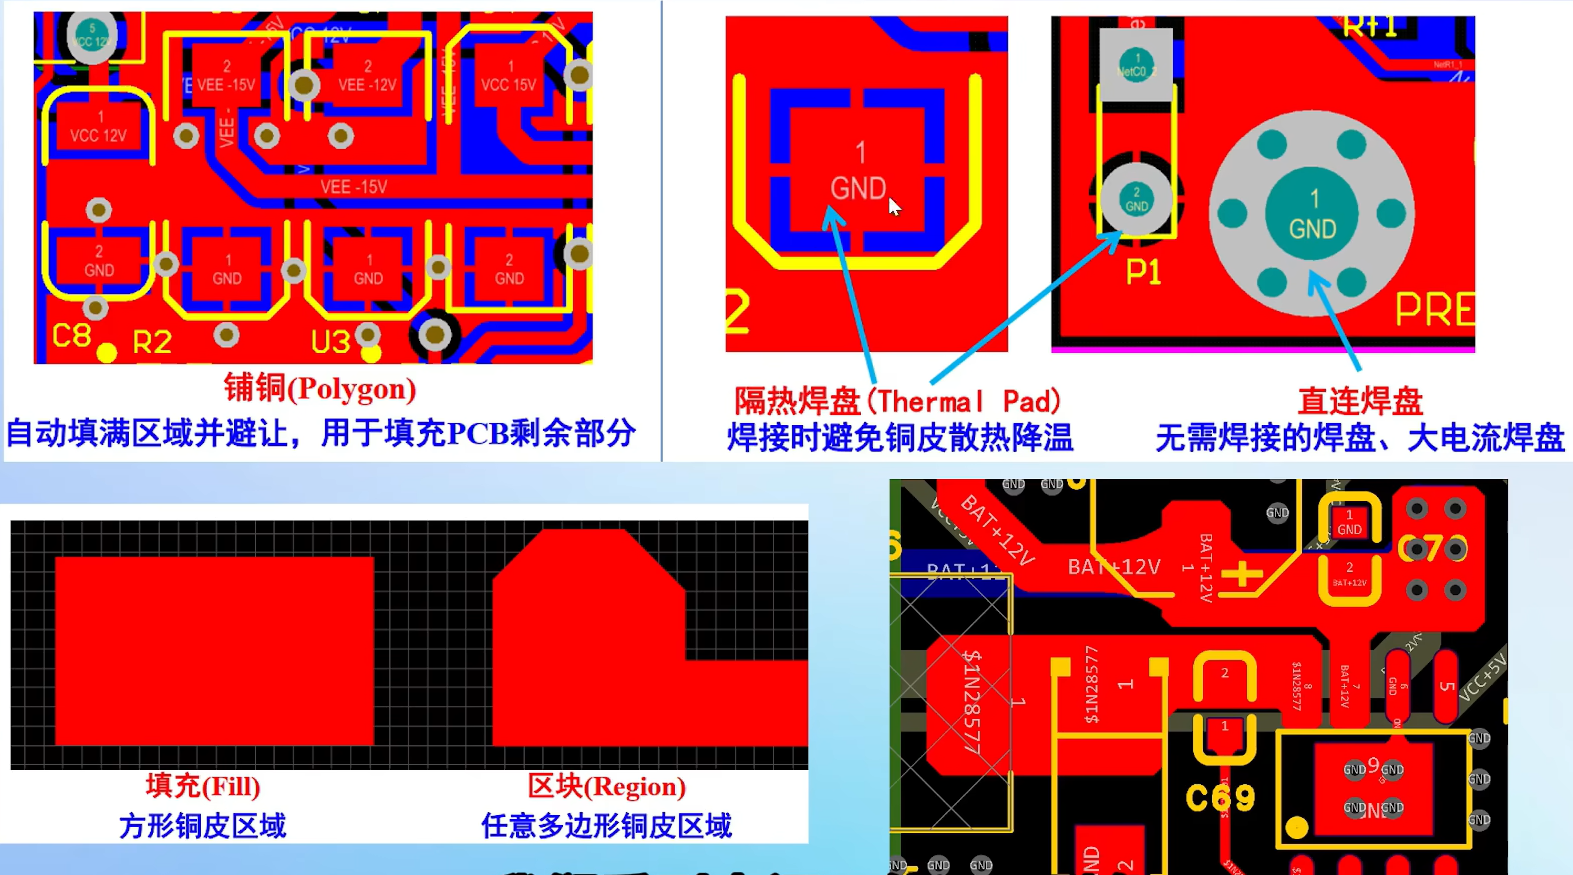 5
VCC 12V
2
VEE -15V
2
VEE -12V
1
VCC 15V
1
VCC 12V
VEE -
VEE -15V
2
GND
1
GND
1
GND
2
GND
C8
R2
U3
铺铜(Polygon)
自动填满区域并避让，用于填充PCB剩余部分
1
GND
2
隔热焊盘(Thermal Pad)
焊接时避免铜皮散热降温
Rf1
1
NetC0_2
NetR1_1
2
GND
P1
1
GND
PRE
直连焊盘
无需焊接的焊盘、大电流焊盘
填充(Fill)
方形铜皮区域
区块(Region)
任意多边形铜皮区域
GND
GND
GND
BAT+12V
BAT+12V
BAT+12V
1
+
1
GND
2
BAT+12V
C70
$1N28577
1
$1N28577
1
2
1
C69
$1N28577
8
BAT+12V
7
GND
6
5
VCC+5V
9
GND
GND
GND
GND
GND
GND
GND
GND
GND
GND
GND
2